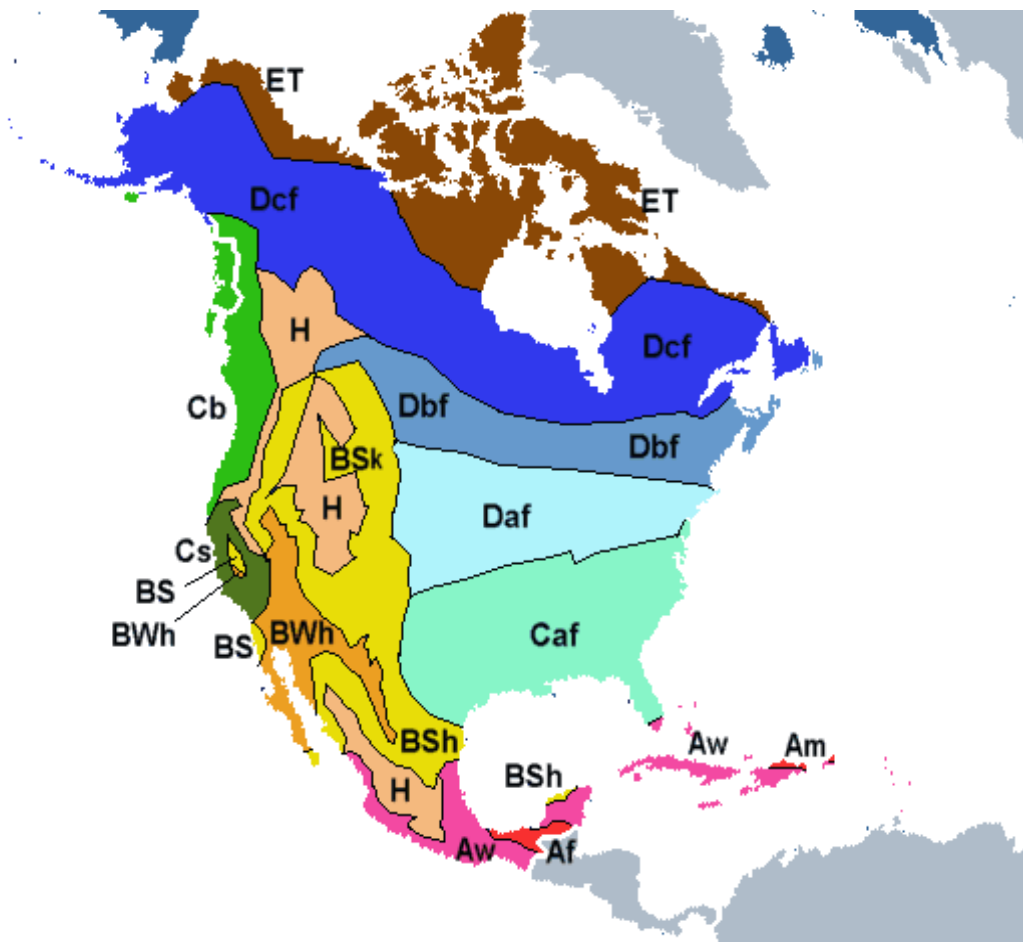 ET
Dcf
ET
H
Dcf
Cb
Dbf
Dbf
BSk
H
Daf
Cs
BS
BWh
BS
BWh
Caf
BSh
Aw
Am
BSh
H
Aw
Af